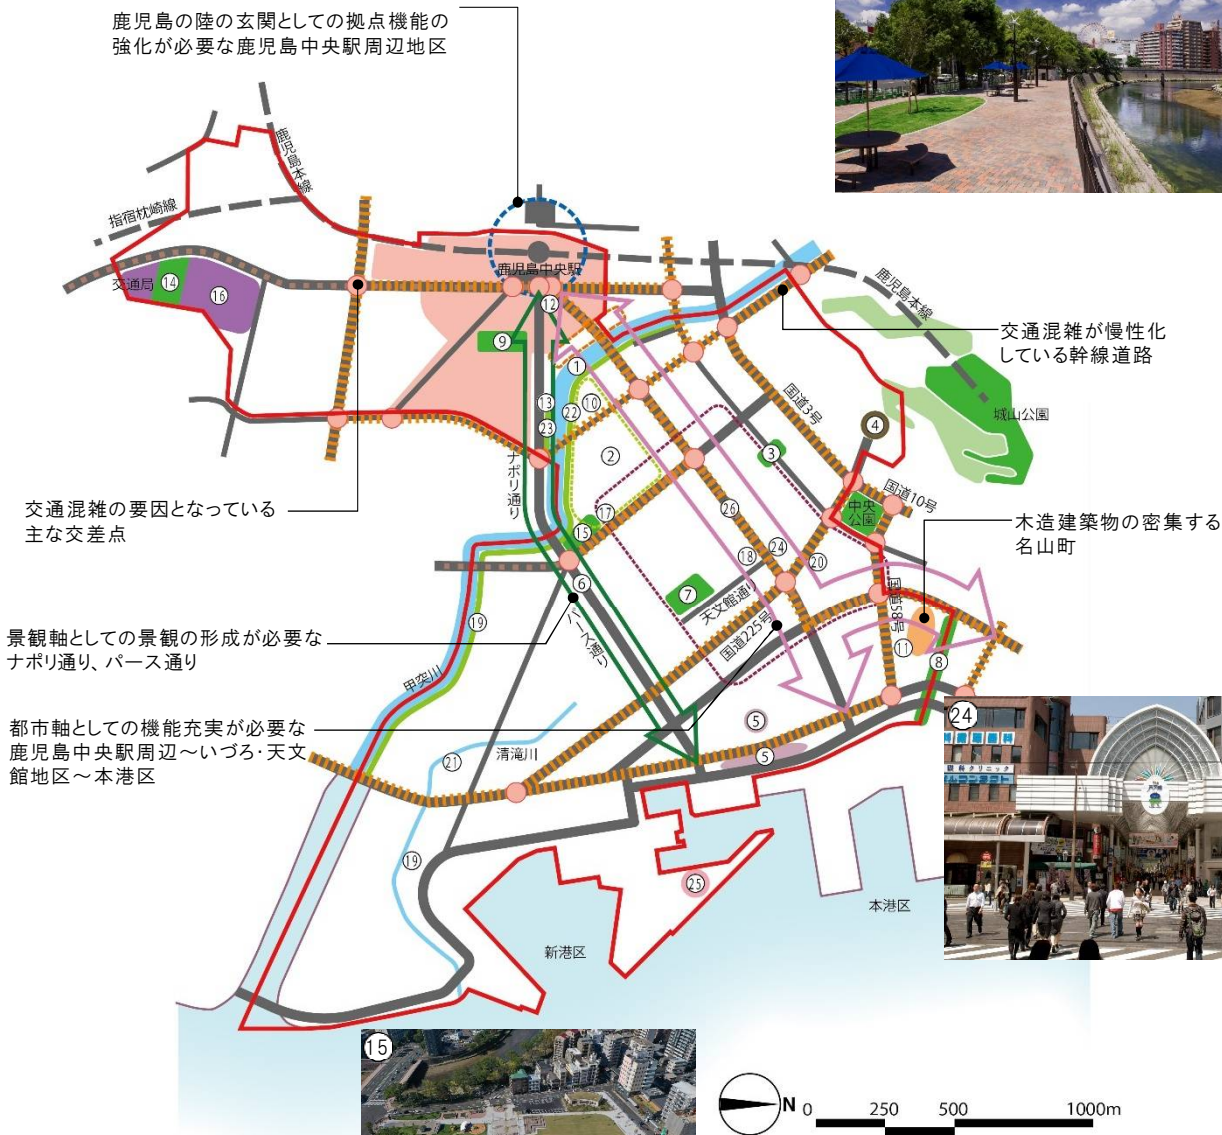 鹿児島の陸の玄関としての拠点機能の
強化が必要な鹿児島中央駅周辺地区
鹿児島本線
指宿枕崎線
鹿児島中央駅
交通局
⑭
⑯
⑫
⑨
①
鹿児島本線
交通混雑が慢性化
している幹線道路
城山公園
国道3号
⑬
㉒
⑩
㉓
②
③
④
ナポリ通り
交通混雑の要因となっている
主な交差点
国道10号
中央
公園
木造建築物の密集する
名山町
⑰
⑮
㉖
㉔
⑱
⑳
⑥
⑦
天文館通り
国道58号
景観軸としての景観の形成が必要な
ナポリ通り、パース通り
パース通り
国道225号
⑲
⑪
⑧
甲突川
都市軸としての機能充実が必要な
鹿児島中央駅周辺～いづろ・天文
館地区～本港区
清滝川
㉑
⑤
⑤
㉔
⑲
㉕
本港区
新港区
⑮
N
0 250 500 1000m